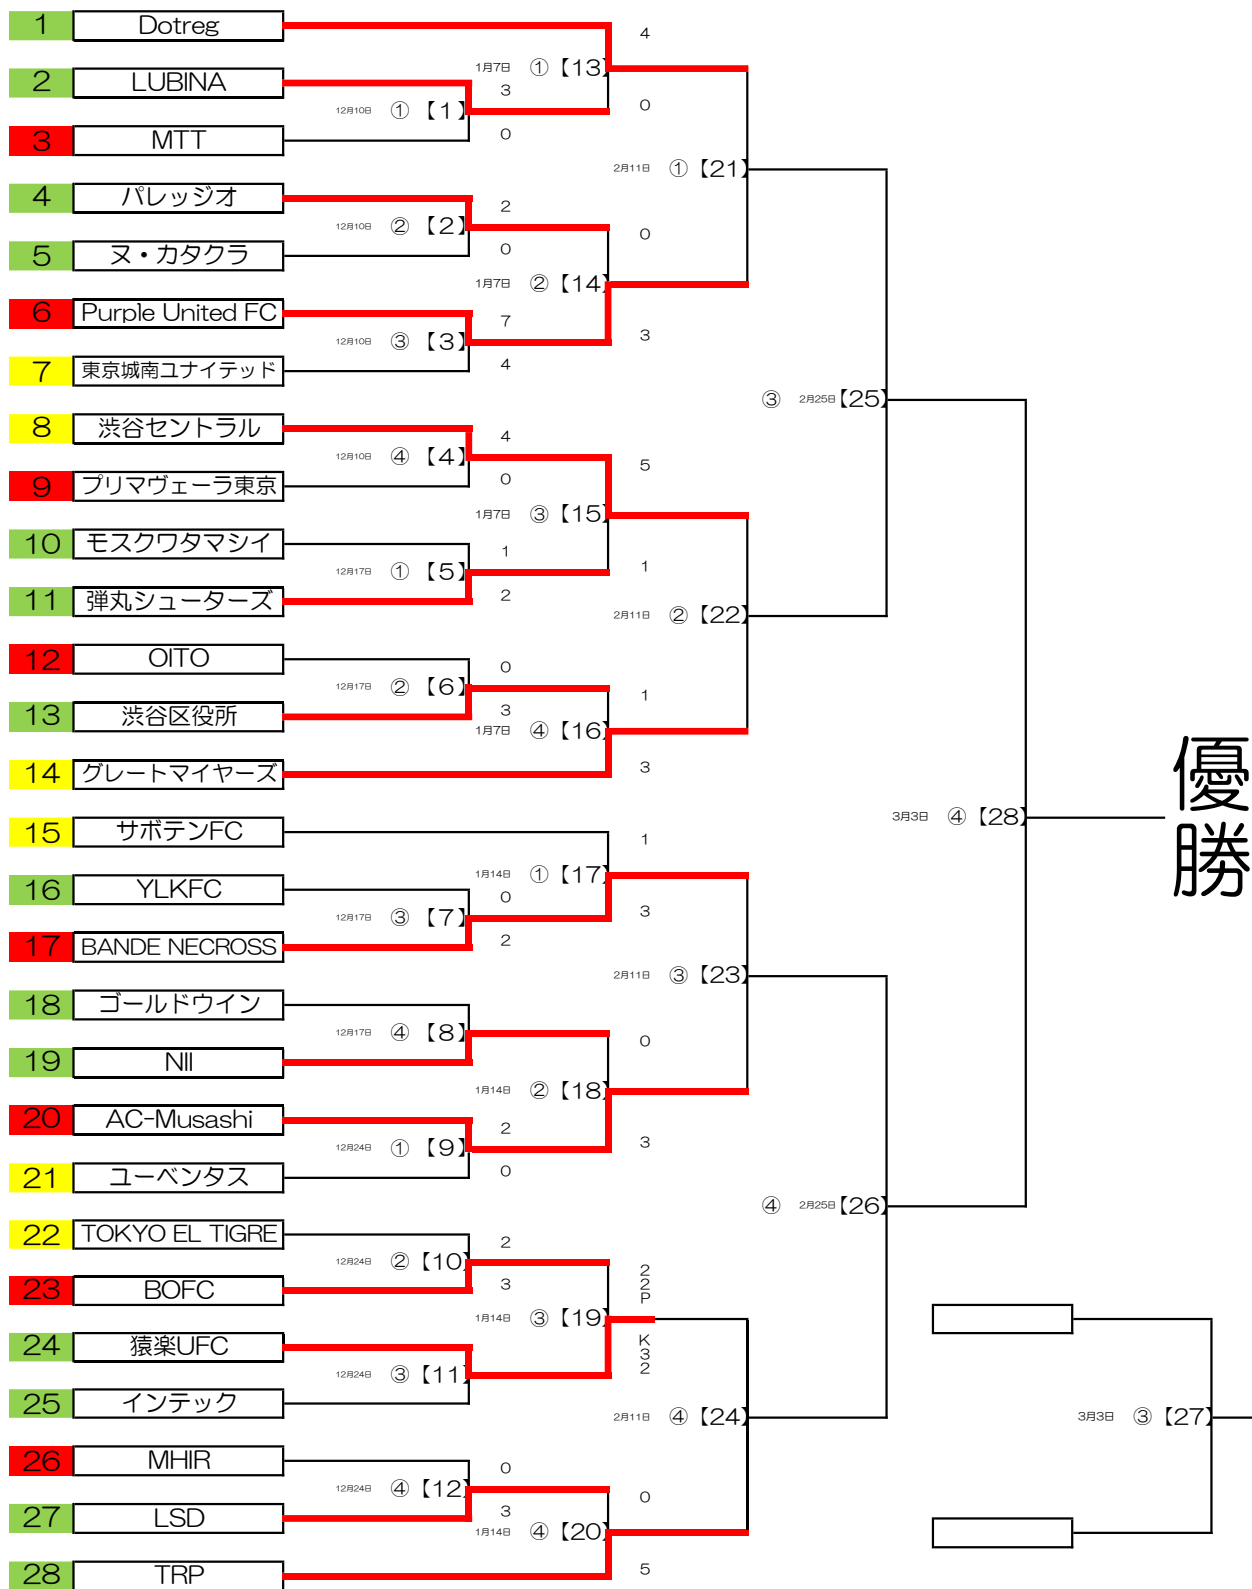 1 Dotreg
4
1月7日 ① 【13】
2 LUBINA
3
12月10日 ① 【1】
0
0
3 MTT
2月11日 ① 【21】
4 パレッジオ
2
12月10日 ② 【2】
0
0
5 ヌ・カタクラ
1月7日 ② 【14】
6 Purple United FC
7
12月10日 ③ 【3】
3
4
7 東京城南ユナイテッド
③ 2月25日 【25】
8 渋谷セントラル
4
12月10日 ④ 【4】
5
0
9 プリマヴェーラ東京
1月7日 ③ 【15】
10 モスクワタマシイ
1
12月17日 ① 【5】
1
2
11 弾丸シューターズ
2月11日 ② 【22】
12 OITO
0
12月17日 ② 【6】
1
3
13 渋谷区役所
1月7日 ④ 【16】
3
14 グレートマイヤーズ
優勝
3月3日 ④ 【28】
15 サボテンFC
1
1月14日 ① 【17】
16 YLKFC
0
12月17日 ③ 【7】
3
2
17 BANDE NECROSS
2月11日 ③ 【23】
18 ゴールドウイン
12月17日 ④ 【8】
0
19 NII
1月14日 ② 【18】
20 AC-Musashi
2
12月24日 ① 【9】
3
0
21 ユーベンタス
④ 2月25日 【26】
22 TOKYO EL TIGRE
2
12月24日 ② 【10】
22P
3
23 BOFC
1月14日 ③ 【19】
K32
24 猿楽UFC
12月24日 ③ 【11】
25 インテック
2月11日 ④ 【24】
3月3日 ③ 【27】
26 MHIR
0
12月24日 ④ 【12】
0
3
27 LSD
1月14日 ④ 【20】
5
28 TRP